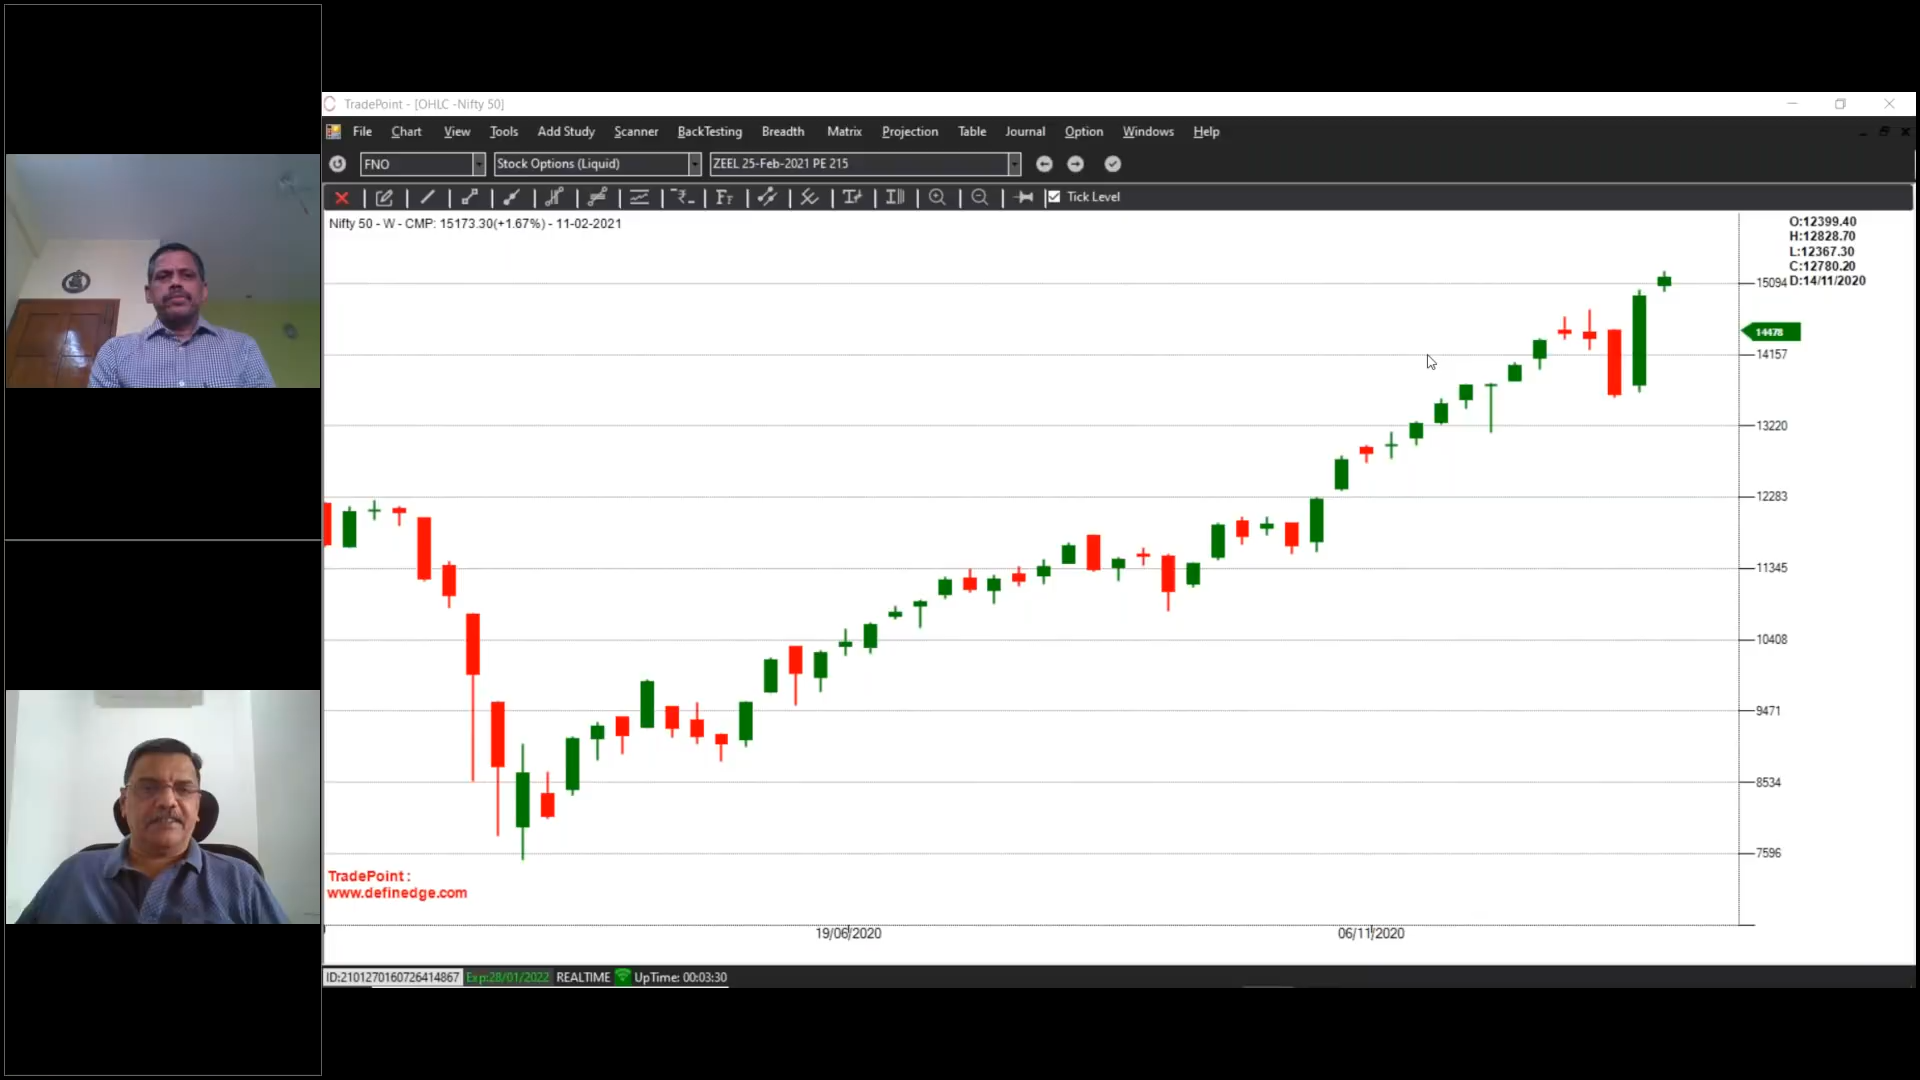 TradePoint - [OHLC -Nifty 50]
File Chart View Tools Add Study Scanner BackTesting Breadth Matrix Projection Table Journal Option Windows Help
FNO Stock Options (Liquid) ZEEL 25-Feb-2021 PE 215
Tick Level
Nifty 50 - W - CMP: 15173.30(+1.67%) - 11-02-2021
O:12399.40
H:12828.70
L:12367.30
C:12780.20
D:14/11/2020
15094
14478
14157
13220
12283
11345
10408
9471
8534
7596
TradePoint :
www.definedge.com
19/06/2020 06/11/2020
ID:2101270160726414867 Exp:28/01/2022 REALTIME UpTime: 00:03:30